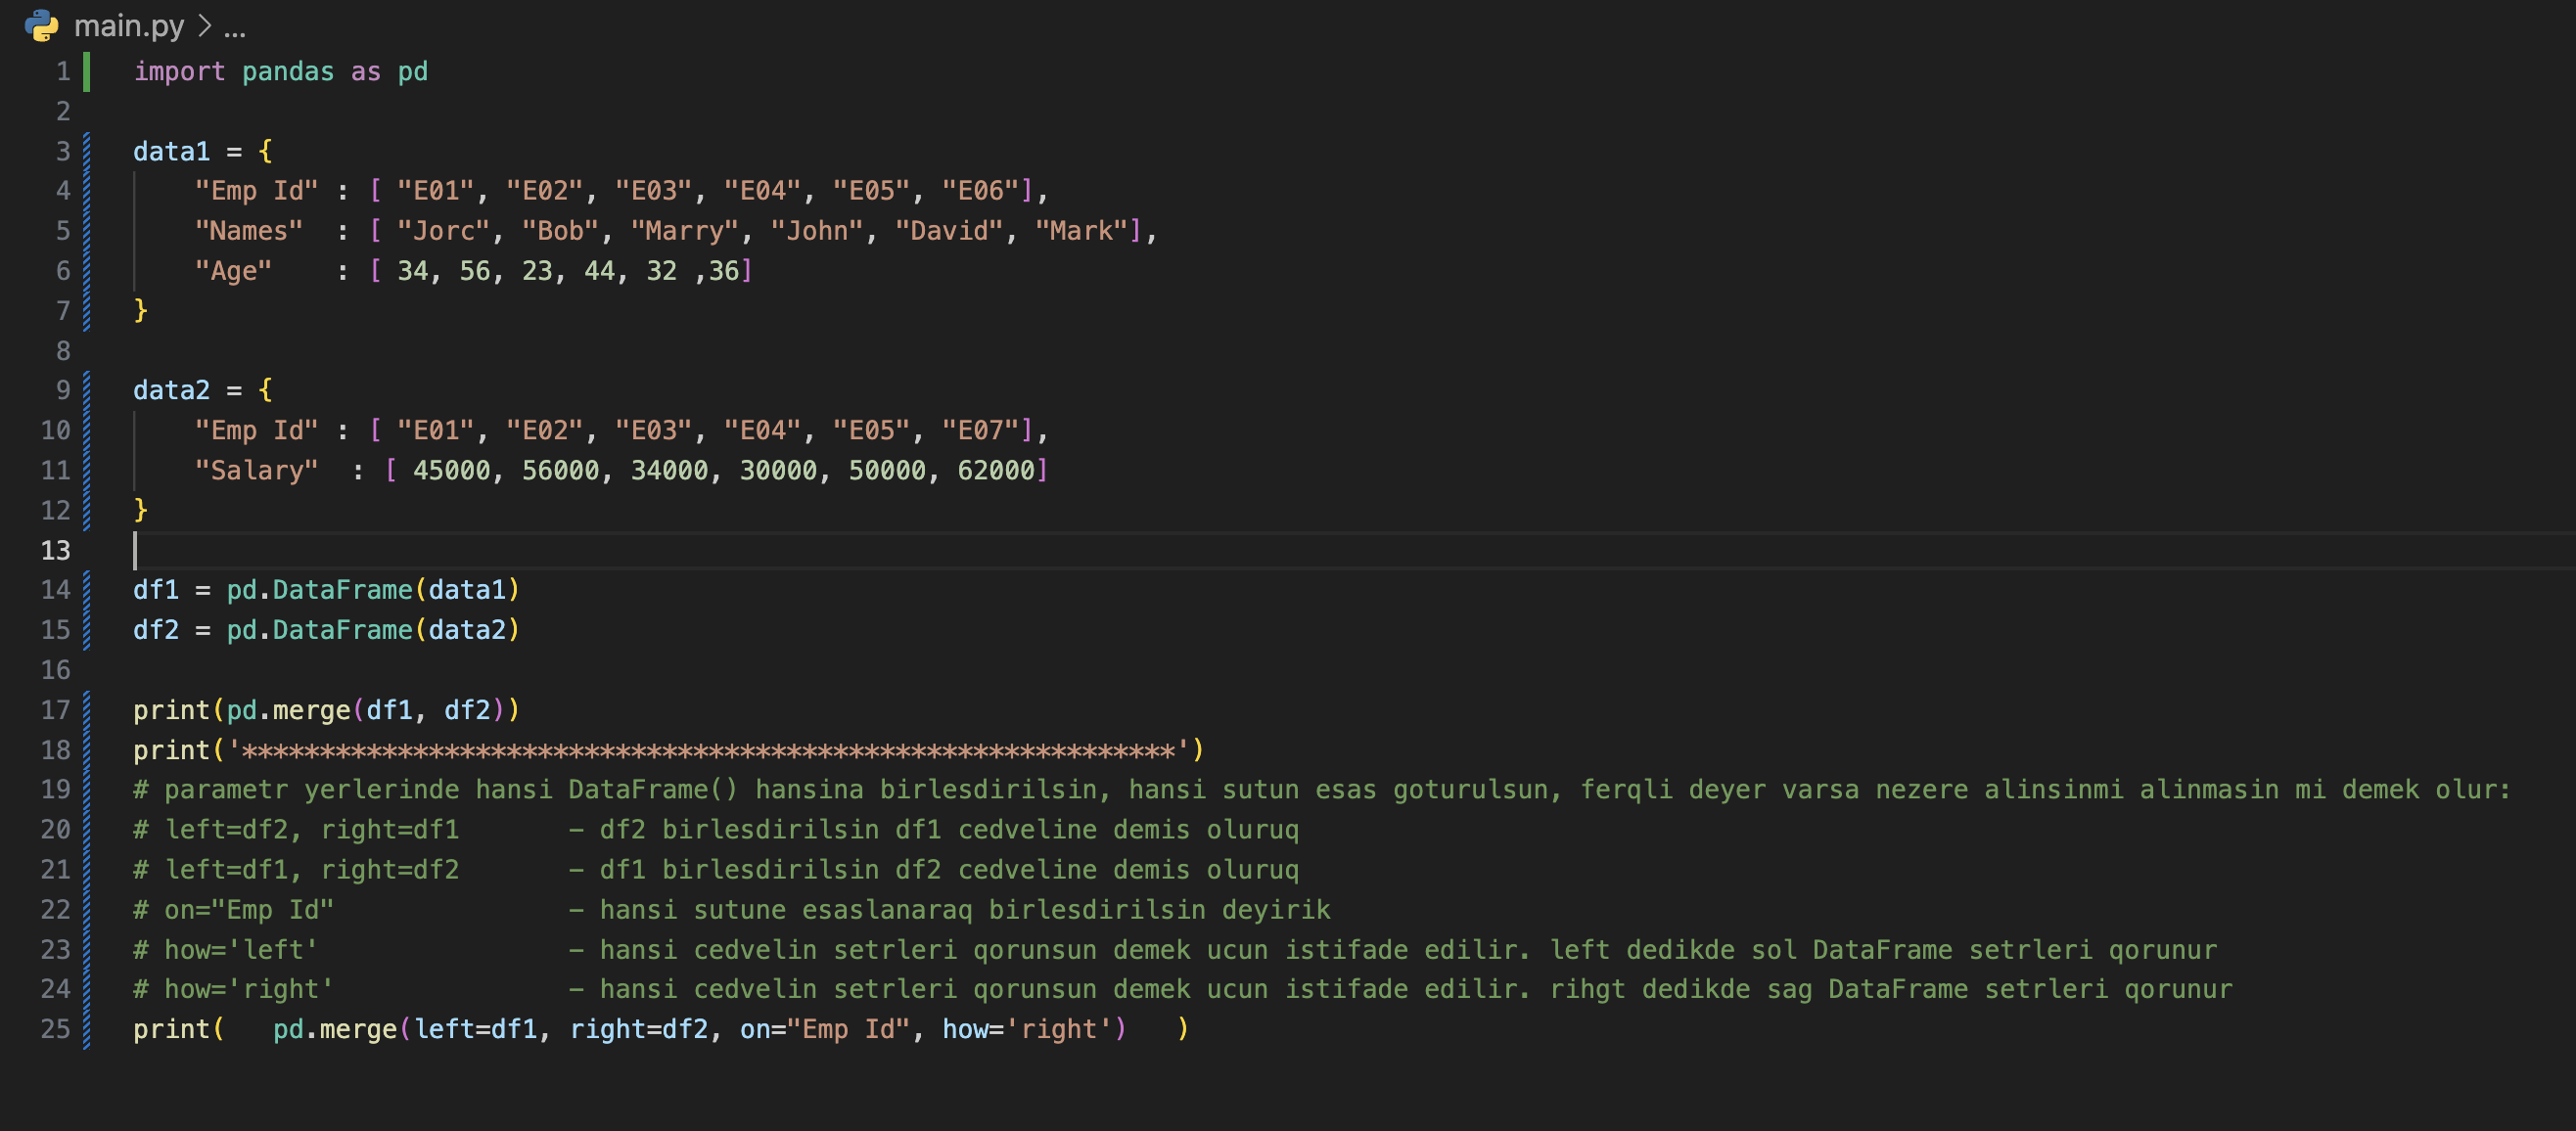 main.py > ...
1 import pandas as pd
2
3 data1 = {
4     "Emp Id" : [ "E01", "E02", "E03", "E04", "E05", "E06"],
5     "Names"  : [ "Jorc", "Bob", "Marry", "John", "David", "Mark"],
6     "Age"    : [ 34, 56, 23, 44, 32 ,36]
7 }
8
9 data2 = {
10     "Emp Id" : [ "E01", "E02", "E03", "E04", "E05", "E07"],
11     "Salary"  : [ 45000, 56000, 34000, 30000, 50000, 62000]
12 }
13
14 df1 = pd.DataFrame(data1)
15 df2 = pd.DataFrame(data2)
16
17 print(pd.merge(df1, df2))
18 print('************************************************************')
19 # parametr yerlerinde hansi DataFrame() hansina birlesdirilsin, hansi sutun esas goturulsun, ferqli deyer varsa nezere alinsinmi alinmasin mi demek olur:
20 # left=df2, right=df1       - df2 birlesdirilsin df1 cedveline demis oluruq
21 # left=df1, right=df2       - df1 birlesdirilsin df2 cedveline demis oluruq
22 # on="Emp Id"               - hansi sutune esaslanaraq birlesdirilsin deyirik
23 # how='left'                - hansi cedvelin setrleri qorunsun demek ucun istifade edilir. left dedikde sol DataFrame setrleri qorunur
24 # how='right'               - hansi cedvelin setrleri qorunsun demek ucun istifade edilir. rihgt dedikde sag DataFrame setrleri qorunur
25 print(   pd.merge(left=df1, right=df2, on="Emp Id", how='right')   )